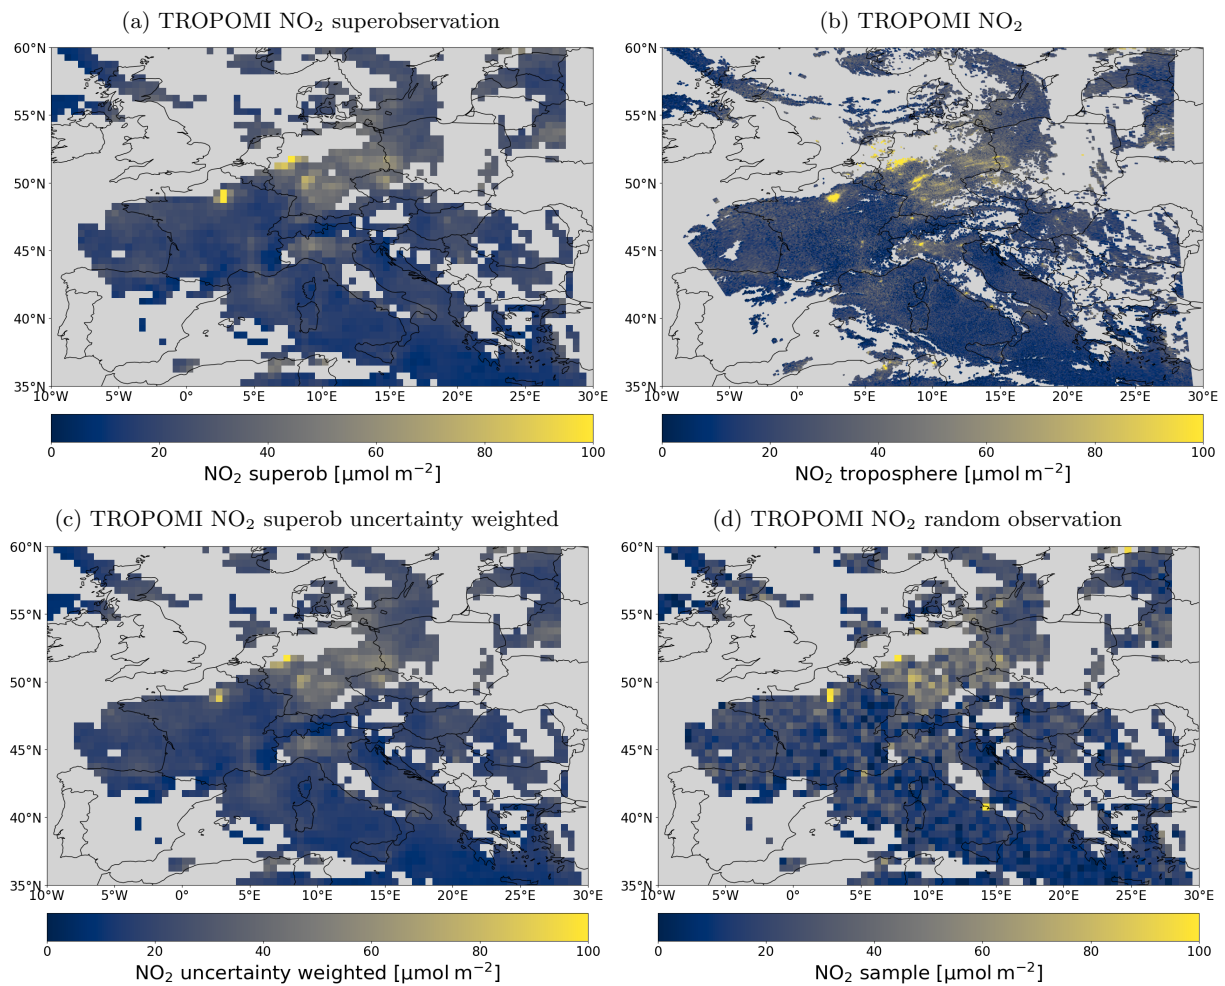 (a) TROPOMI NO₂ superobservation
(b) TROPOMI NO₂
60°N
55°N
50°N
45°N
40°N
35°N
10°W 5°W 0° 5°E 10°E 15°E 20°E 25°E 30°E
0 20 40 60 80 100
NO₂ superob [µmol m⁻²]
60°N
55°N
50°N
45°N
40°N
35°N
10°W 5°W 0° 5°E 10°E 15°E 20°E 25°E 30°E
0 20 40 60 80 100
NO₂ troposphere [µmol m⁻²]
(c) TROPOMI NO₂ superob uncertainty weighted
(d) TROPOMI NO₂ random observation
60°N
55°N
50°N
45°N
40°N
35°N
10°W 5°W 0° 5°E 10°E 15°E 20°E 25°E 30°E
0 20 40 60 80 100
NO₂ uncertainty weighted [µmol m⁻²]
60°N
55°N
50°N
45°N
40°N
35°N
10°W 5°W 0° 5°E 10°E 15°E 20°E 25°E 30°E
0 20 40 60 80 100
NO₂ sample [µmol m⁻²]